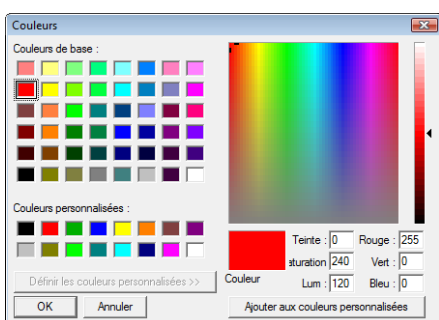 Couleurs
Couleurs de base :
Couleurs personnalisées :
Définir les couleurs personnalisées >>
OK Annuler
Couleur
Teinte : 0 Rouge : 255
aturation 240 Vert : 0
Lum : 120 Bleu : 0
Ajouter aux couleurs personnalisées